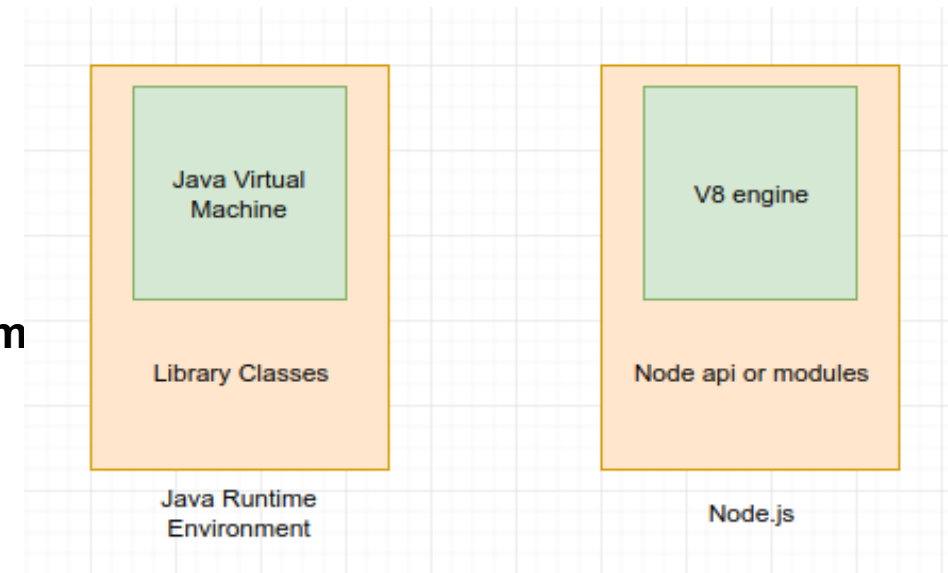 Java Virtual
Machine
V8 engine
m
Library Classes
Node api or modules
Java Runtime
Environment
Node.js